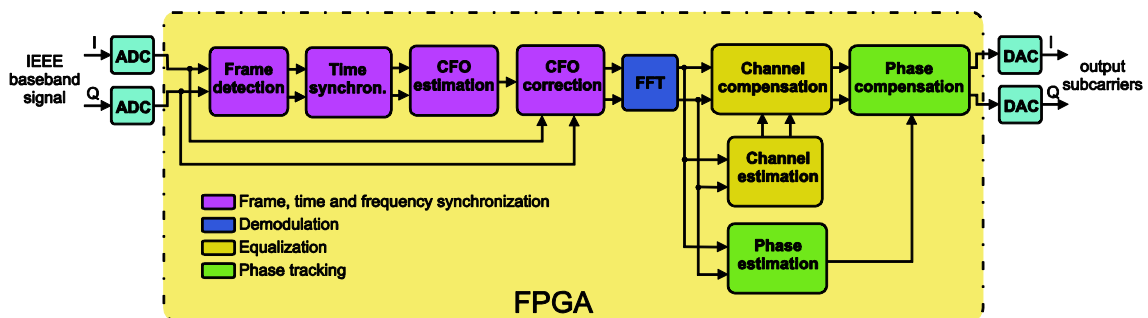 I
IEEE
baseband
signal
Q
ADC
ADC
Frame
detection
Time
synchron.
CFO
estimation
CFO
correction
FFT
Channel
compensation
Phase
compensation
DAC
DAC
I
Q
output
subcarriers
Channel
estimation
Phase
estimation
Frame, time and frequency synchronization
Demodulation
Equalization
Phase tracking
FPGA